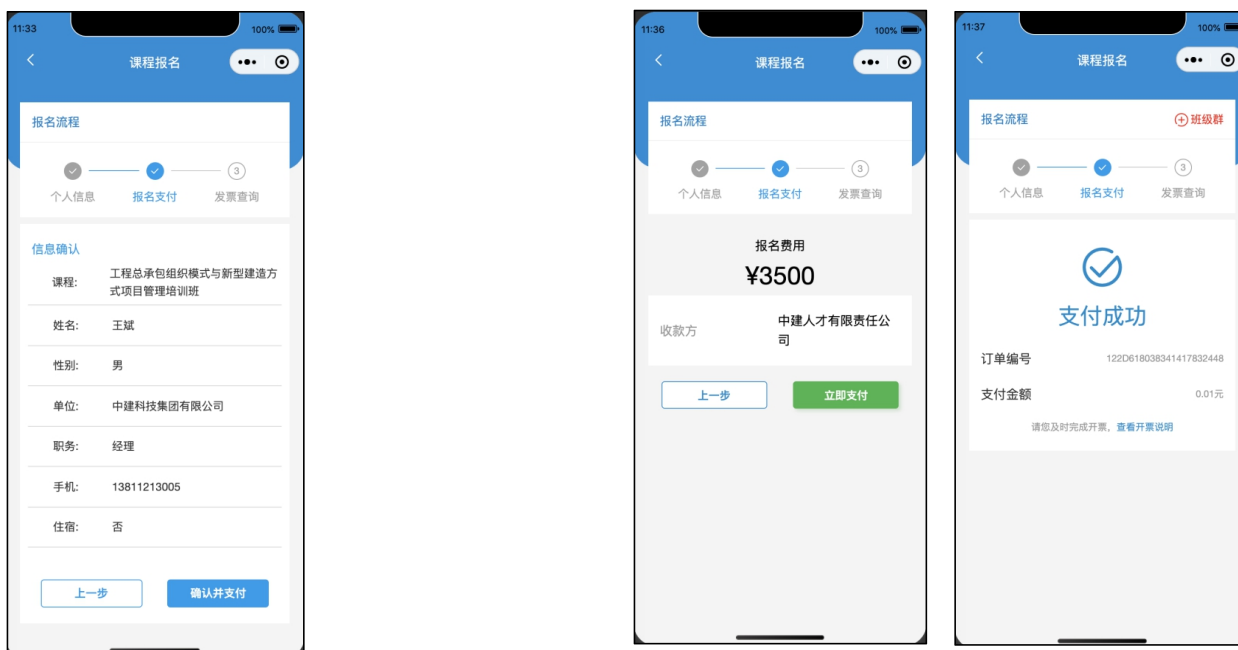 11:33
100%
课程报名
报名流程
3
个人信息
报名支付
发票查询
信息确认
课程:
工程总承包组织模式与新型建造方
式项目管理培训班
姓名:
王斌
性别:
男
单位:
中建科技集团有限公司
职务:
经理
手机:
13811213005
住宿:
否
上一步
确认并支付
11:36
100%
课程报名
报名流程
3
个人信息
报名支付
发票查询
报名费用
¥3500
收款方
中建人才有限责任公
司
上一步
立即支付
11:37
100%
课程报名
报名流程
班级群
3
个人信息
报名支付
发票查询
支付成功
订单编号
122D618038341417832448
支付金额
0.01元
请您及时完成开票，查看开票说明